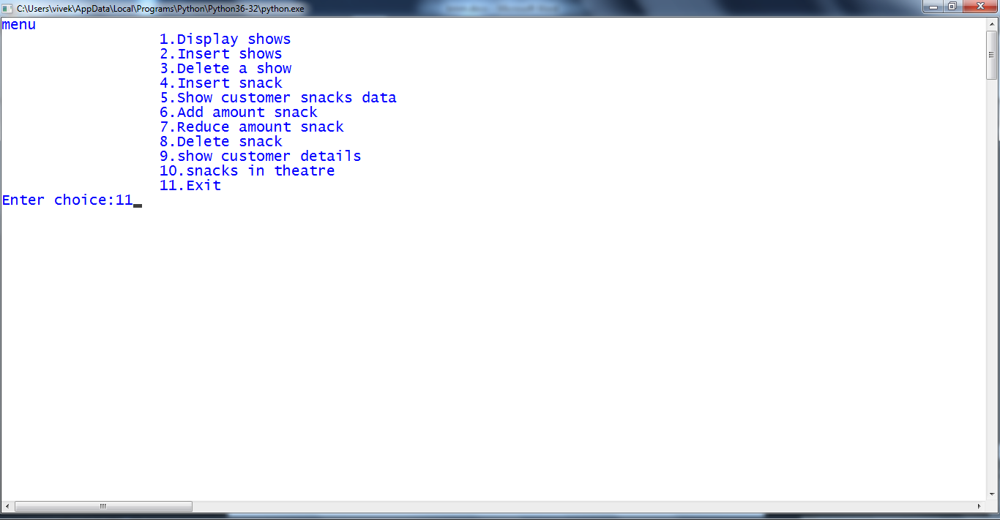 C:\Users\vivek\AppData\Local\Programs\Python\Python36-32\python.exe
menu
1.Display shows
2.Insert shows
3.Delete a show
4.Insert snack
5.Show customer snacks data
6.Add amount snack
7.Reduce amount snack
8.Delete snack
9.show customer details
10.snacks in theatre
11.Exit
Enter choice:11